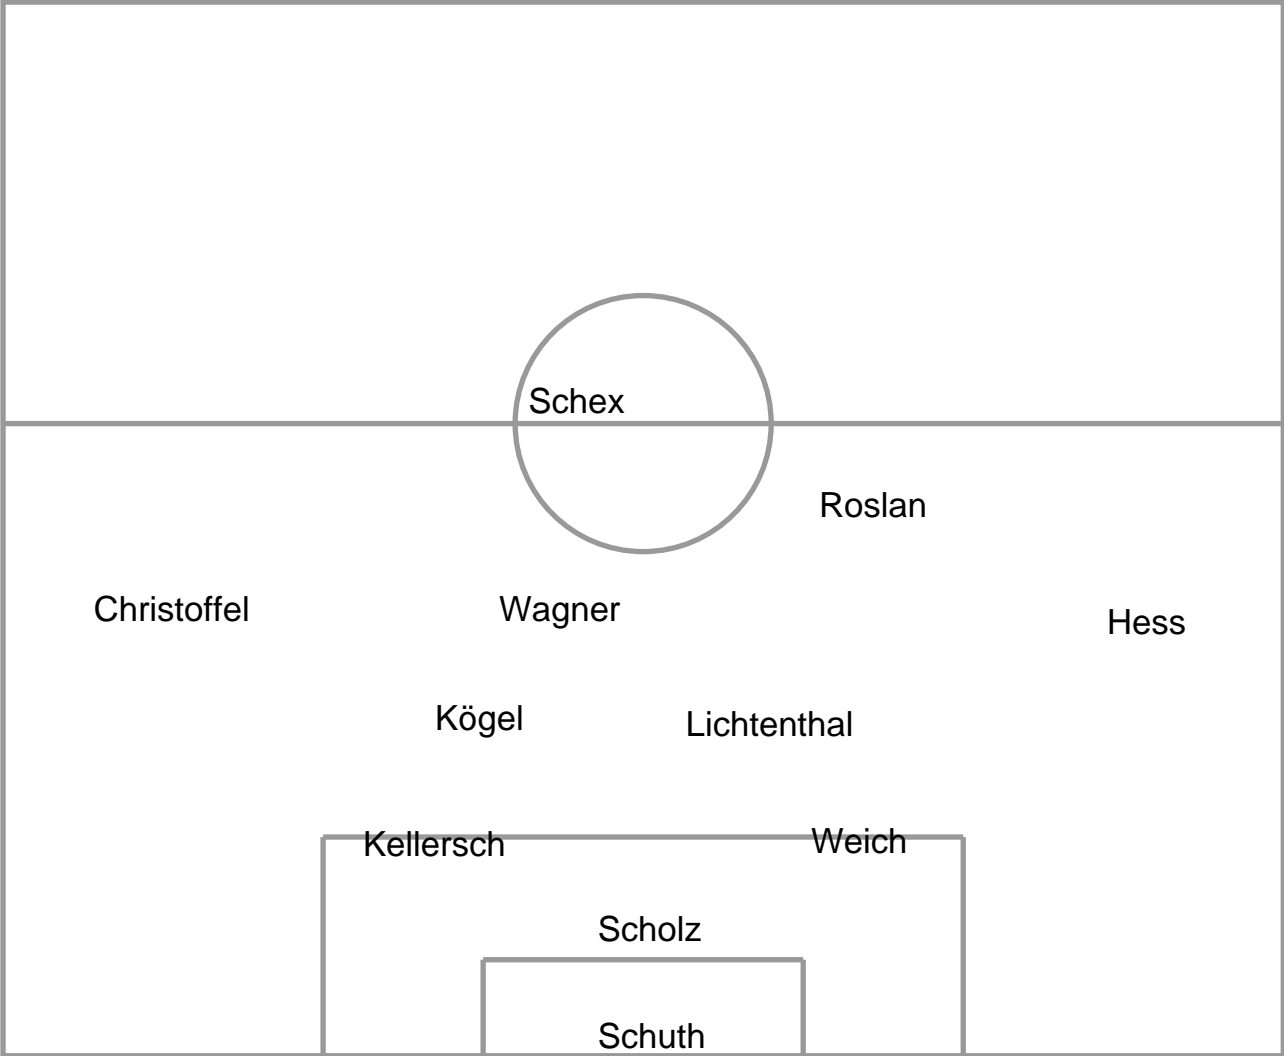 Schex
Roslan
Christoffel
Wagner
Hess
Kögel
Lichtenthal
Kellersch
Weich
Scholz
Schuth